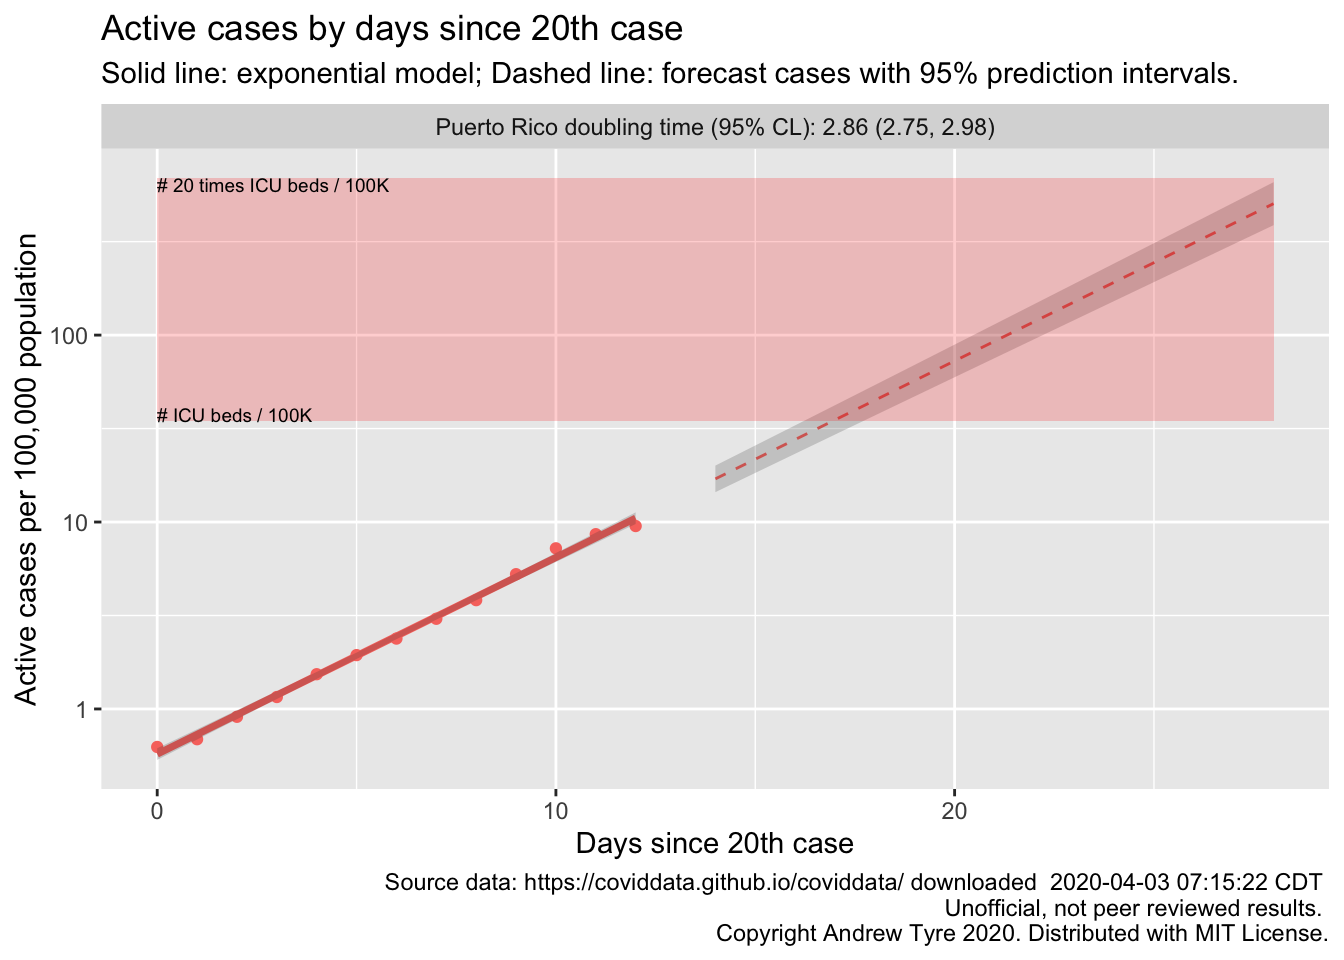 Active cases by days since 20th case
Solid line: exponential model; Dashed line: forecast cases with 95% prediction intervals.
Puerto Rico doubling time (95% CL): 2.86 (2.75, 2.98)
# 20 times ICU beds / 100K
# ICU beds / 100K
Active cases per 100,000 population
100
10
1
0
10
20
Days since 20th case
Source data: https://coviddata.github.io/coviddata/ downloaded  2020-04-03 07:15:22 CDT
Unofficial, not peer reviewed results.
Copyright Andrew Tyre 2020. Distributed with MIT License.